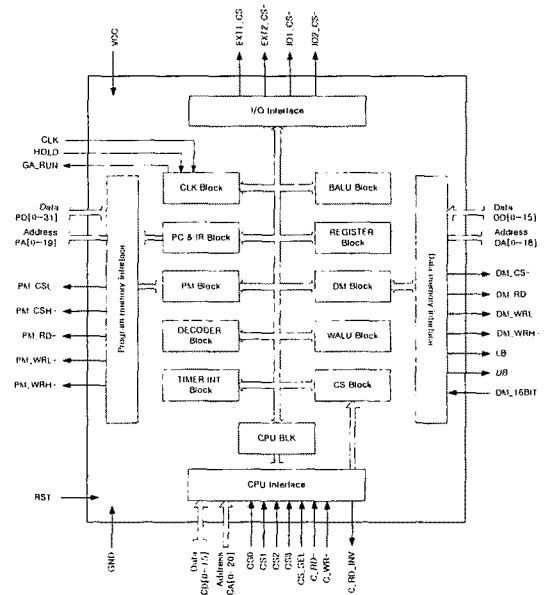 EXT1_CS-
EXT2_CS-
IO1_CS-
IO2_CS-
VCC
I/O Interface
CLK
HOLD
GA_RUN
CLK Block
BALU Block
Data
PD[0~31]
Address
PA[0~19]
Program memory interface
PC & IR Block
REGISTER
Block
Data memory interface
Data
DD[0~15]
Address
DA[0~18]
PM_CSL-
PM_CSH-
PM_RD-
PM_WRL-
PM_WRH-
PM Block
DM Block
DM_CS-
DM_RD
DM_WRL
DM_WRH-
LB
UB
DM_16BIT
DECODER
Block
WALU Block
TIMER INT
Block
CS Block
CPU BLK
CPU Interface
RST
GND
Data
CD[0~15]
Address
CA[0~20]
CS0
CS1
CS2
CS3
CS_SEL
C_RD-
C_WR-
C_RD_INV